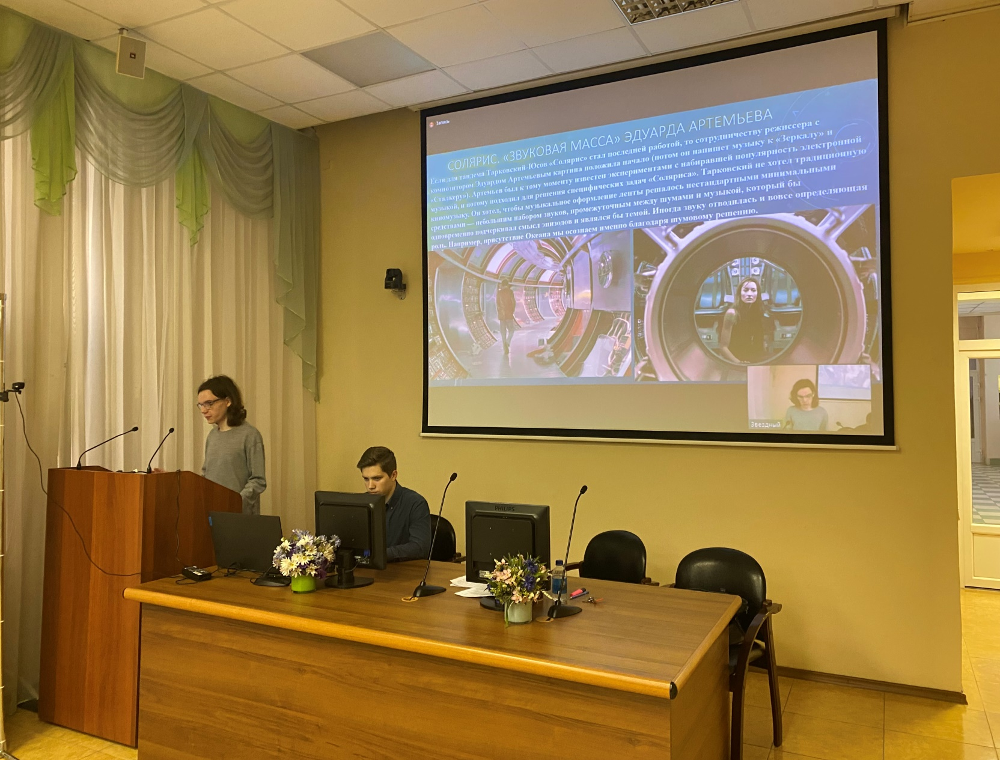 Запись
СОЛЯРИС. «ЗВУКОВАЯ МАССА» ЭДУАРДА АРТЕМЬЕВА
Если для тандема Тарковский-Юсов «Солярис» стал последней работой, то сотрудничеству режиссера с
композитором Эдуардом Артемьевым картина положила начало (потом он напишет музыку к «Зеркалу» и
«Сталкеру»). Артемьев был к тому моменту известен экспериментами с набиравшей популярность электронной
музыкой, и потому подходил для решения специфических задач «Соляриса». Тарковский не хотел традиционную
киномузыку. Он хотел, чтобы музыкальное оформление ленты решалось нестандартными минимальными
средствами — небольшим набором звуков, промежуточным между шумами и музыкой, который бы
одновременно подчеркивал смысл эпизодов и являлся бы темой. Иногда звуку отводилась и вовсе определяющая
роль. Например, присутствие Океана мы осознаем именно благодаря шумовому решению.
Звездный
PHILIPS